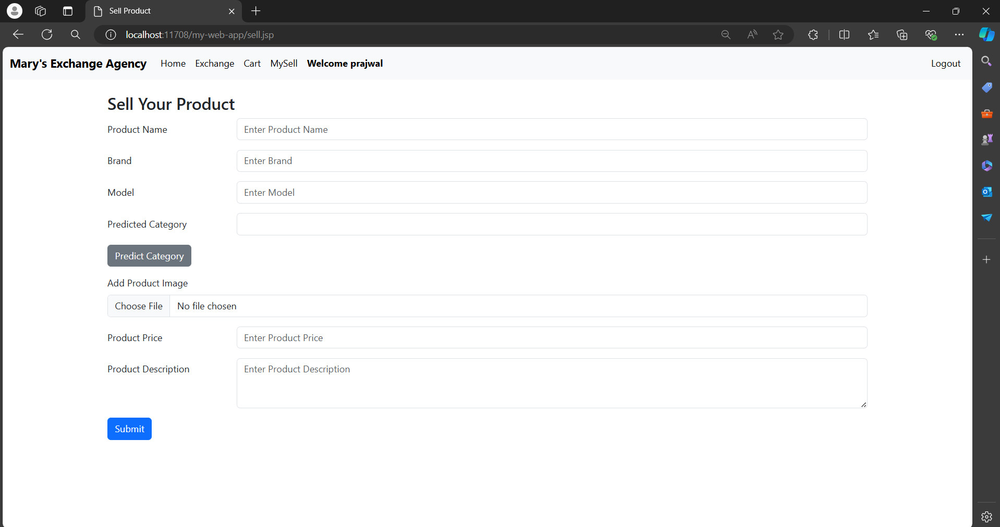 Sell Product
localhost:11708/my-web-app/sell.jsp
Mary's Exchange Agency Home Exchange Cart MySell Welcome prajwal Logout
Sell Your Product
Product Name Enter Product Name
Brand Enter Brand
Model Enter Model
Predicted Category
Predict Category
Add Product Image
Choose File No file chosen
Product Price Enter Product Price
Product Description Enter Product Description
Submit